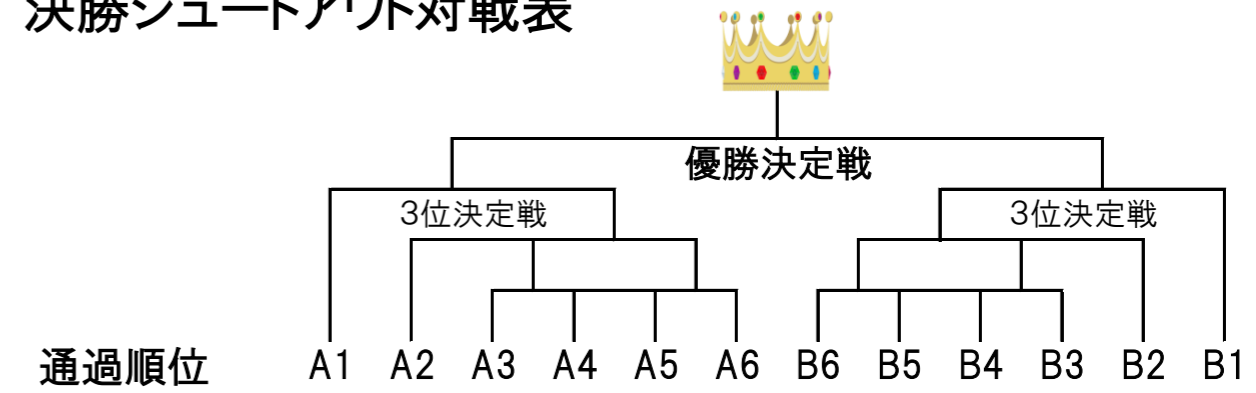 決勝シュートアウト対戦表
優勝決定戦
3位決定戦 3位決定戦
通過順位 A1 A2 A3 A4 A5 A6 B6 B5 B4 B3 B2 B1